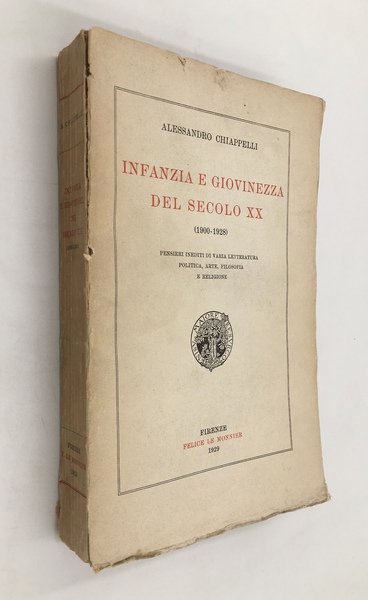 ALESSANDRO CHIAPPELLI
INFANZIA E GIOVINEZZA
DEL SECOLO XX
(1900-1928)
PENSIERI INEDITI DI VARIA LETTERATURA
POLITICA, ARTE, FILOSOFIA
E RELIGIONE
FIRENZE
FELICE LE MONNIER
1929